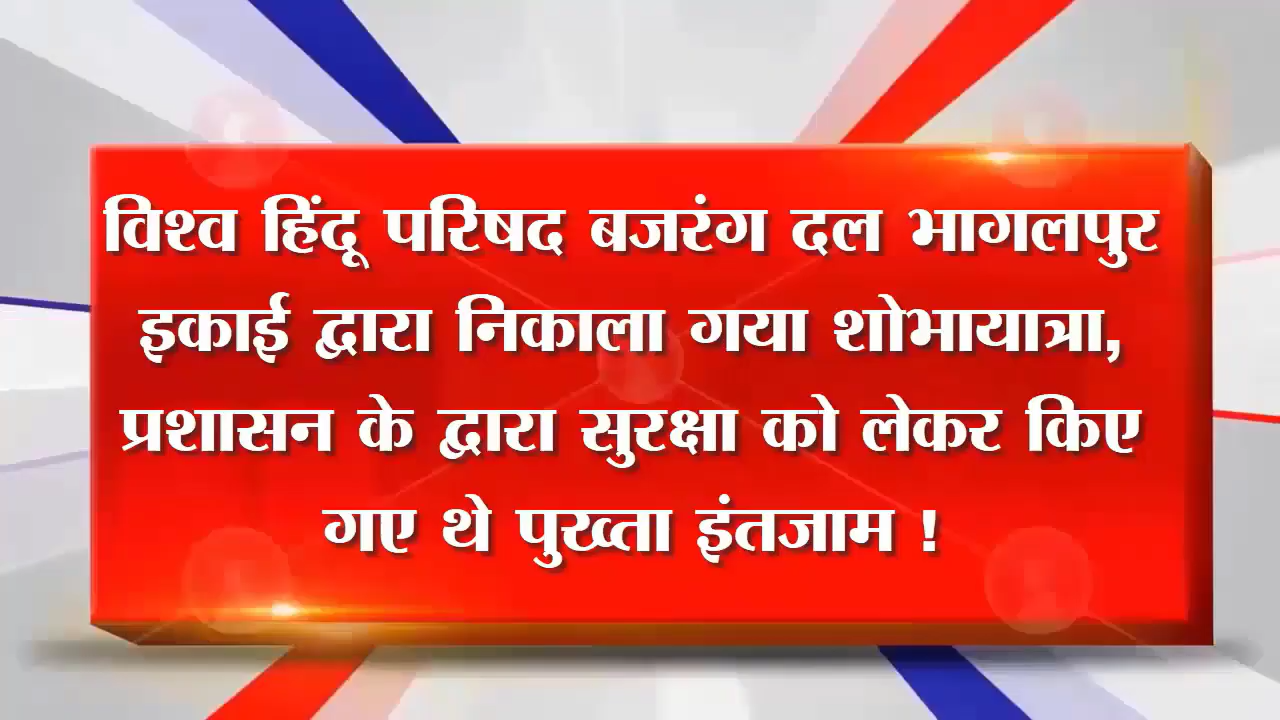 विश्व हिंदू परिषद बजरंग दल भागलपुर
इकाई द्वारा निकाला गया शोभायात्रा,
प्रशासन के द्वारा सुरक्षा को लेकर किए
गए थे पुख्ता इंतजाम !